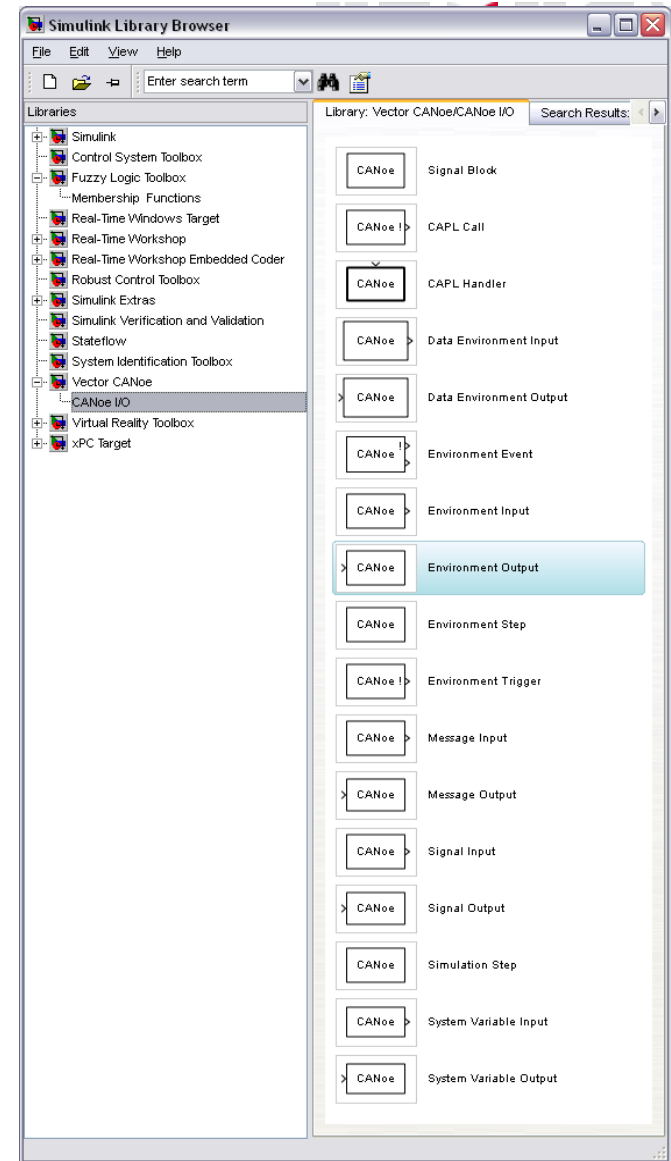 Simulink Library Browser
File Edit View Help
Enter search term
Libraries
Simulink
Control System Toolbox
Fuzzy Logic Toolbox
Membership Functions
Real-Time Windows Target
Real-Time Workshop
Real-Time Workshop Embedded Coder
Robust Control Toolbox
Simulink Extras
Simulink Verification and Validation
Stateflow
System Identification Toolbox
Vector CANoe
CANoe I/O
Virtual Reality Toolbox
xPC Target
Library: Vector CANoe/CANoe I/O Search Results:
CANoe Signal Block
CANoe ! CAPL Call
CANoe CAPL Handler
CANoe Data Environment Input
CANoe Data Environment Output
CANoe ! Environment Event
CANoe Environment Input
CANoe Environment Output
CANoe Environment Step
CANoe ! Environment Trigger
CANoe Message Input
CANoe Message Output
CANoe Signal Input
CANoe Signal Output
CANoe Simulation Step
CANoe System Variable Input
CANoe System Variable Output